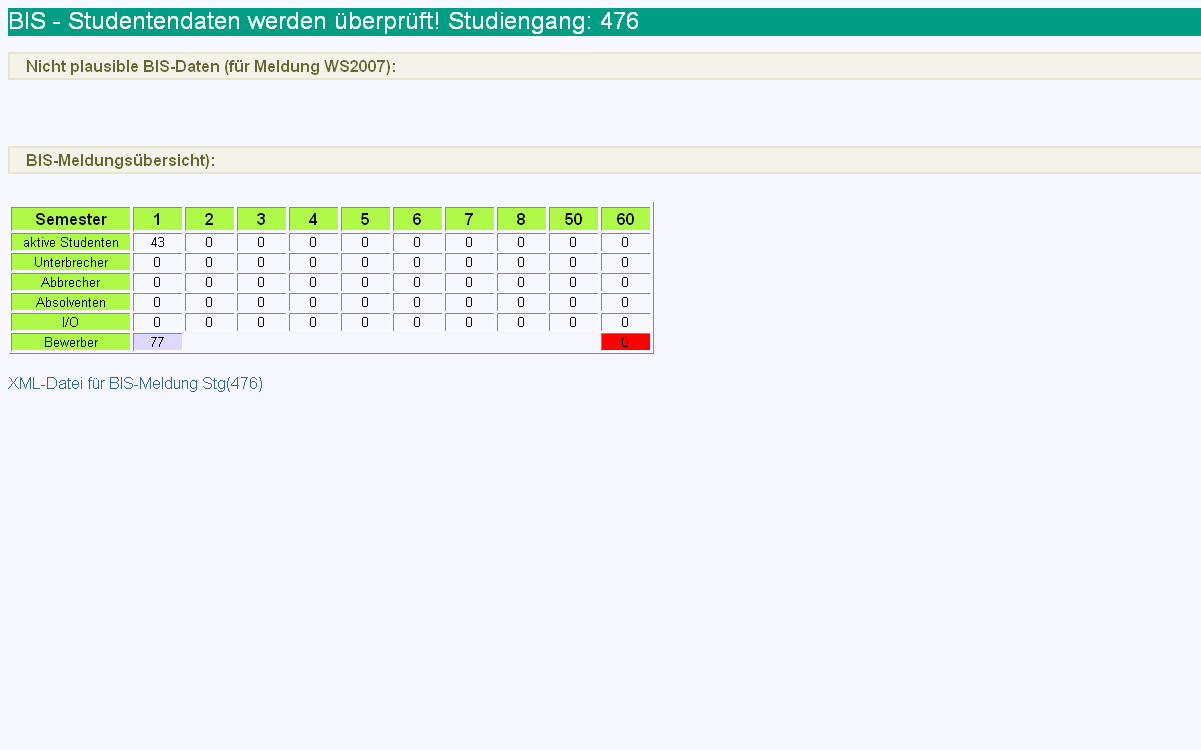 BIS - Studentendaten werden überprüft! Studiengang: 476
Nicht plausible BIS-Daten (für Meldung WS2007):
BIS-Meldungsübersicht):
Semester 1 2 3 4 5 6 7 8 50 60
aktive Studenten 43 0 0 0 0 0 0 0 0 0
Unterbrecher 0 0 0 0 0 0 0 0 0 0
Abbrecher 0 0 0 0 0 0 0 0 0 0
Absolventen 0 0 0 0 0 0 0 0 0 0
I/O 0 0 0 0 0 0 0 0 0 0
Bewerber 77 0
XML-Datei für BIS-Meldung Stg(476)